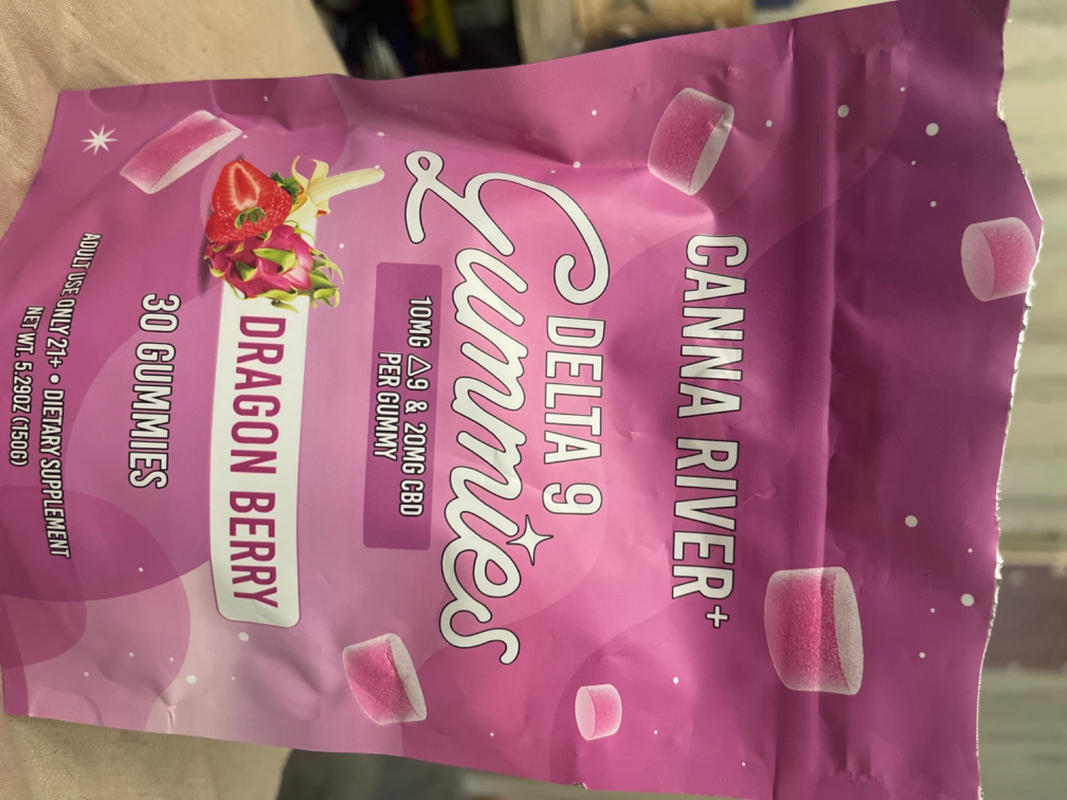 CANNA RIVER+
DELTA 9
Gummies
10MG △9 & 20MG CBD
PER GUMMY
DRAGON BERRY
30 GUMMIES
ADULT USE ONLY 21+ • DIETARY SUPPLEMENT
NET WT. 5.29OZ (150G)